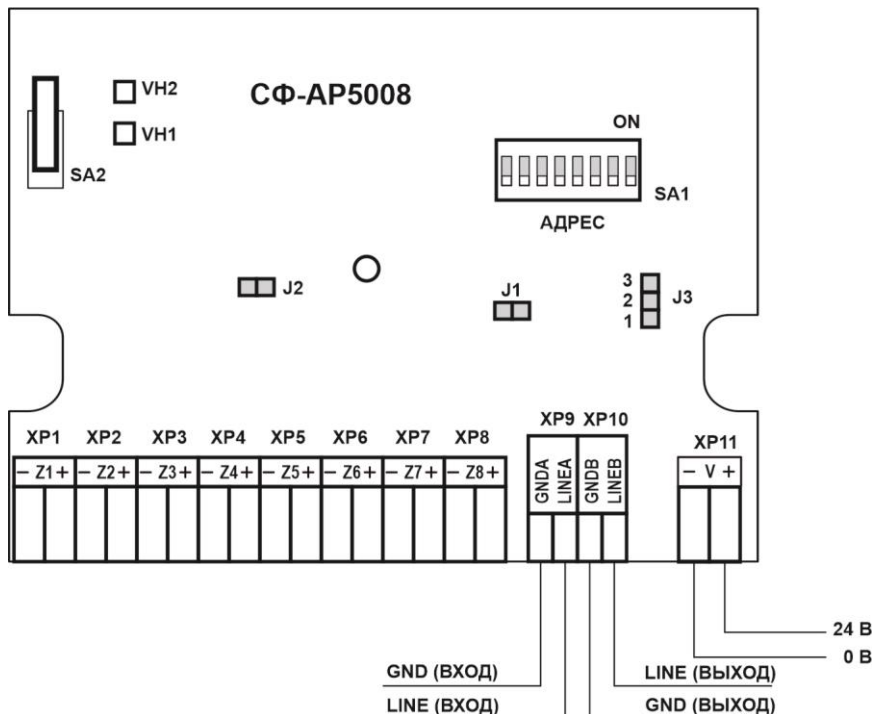 VH2
СФ-АР5008
VH1
ON
SA2
SA1
АДРЕС
J2
J1
3
2
1
J3
XP1 XP2 XP3 XP4 XP5 XP6 XP7 XP8
XP9 XP10
XP11
− Z1 + − Z2 + − Z3 + − Z4 + − Z5 + − Z6 + − Z7 + − Z8 +
GNDA
LINEA
GNDB
LINEB
− V +
24 В
0 В
GND (ВХОД)
LINE (ВЫХОД)
LINE (ВХОД)
GND (ВЫХОД)